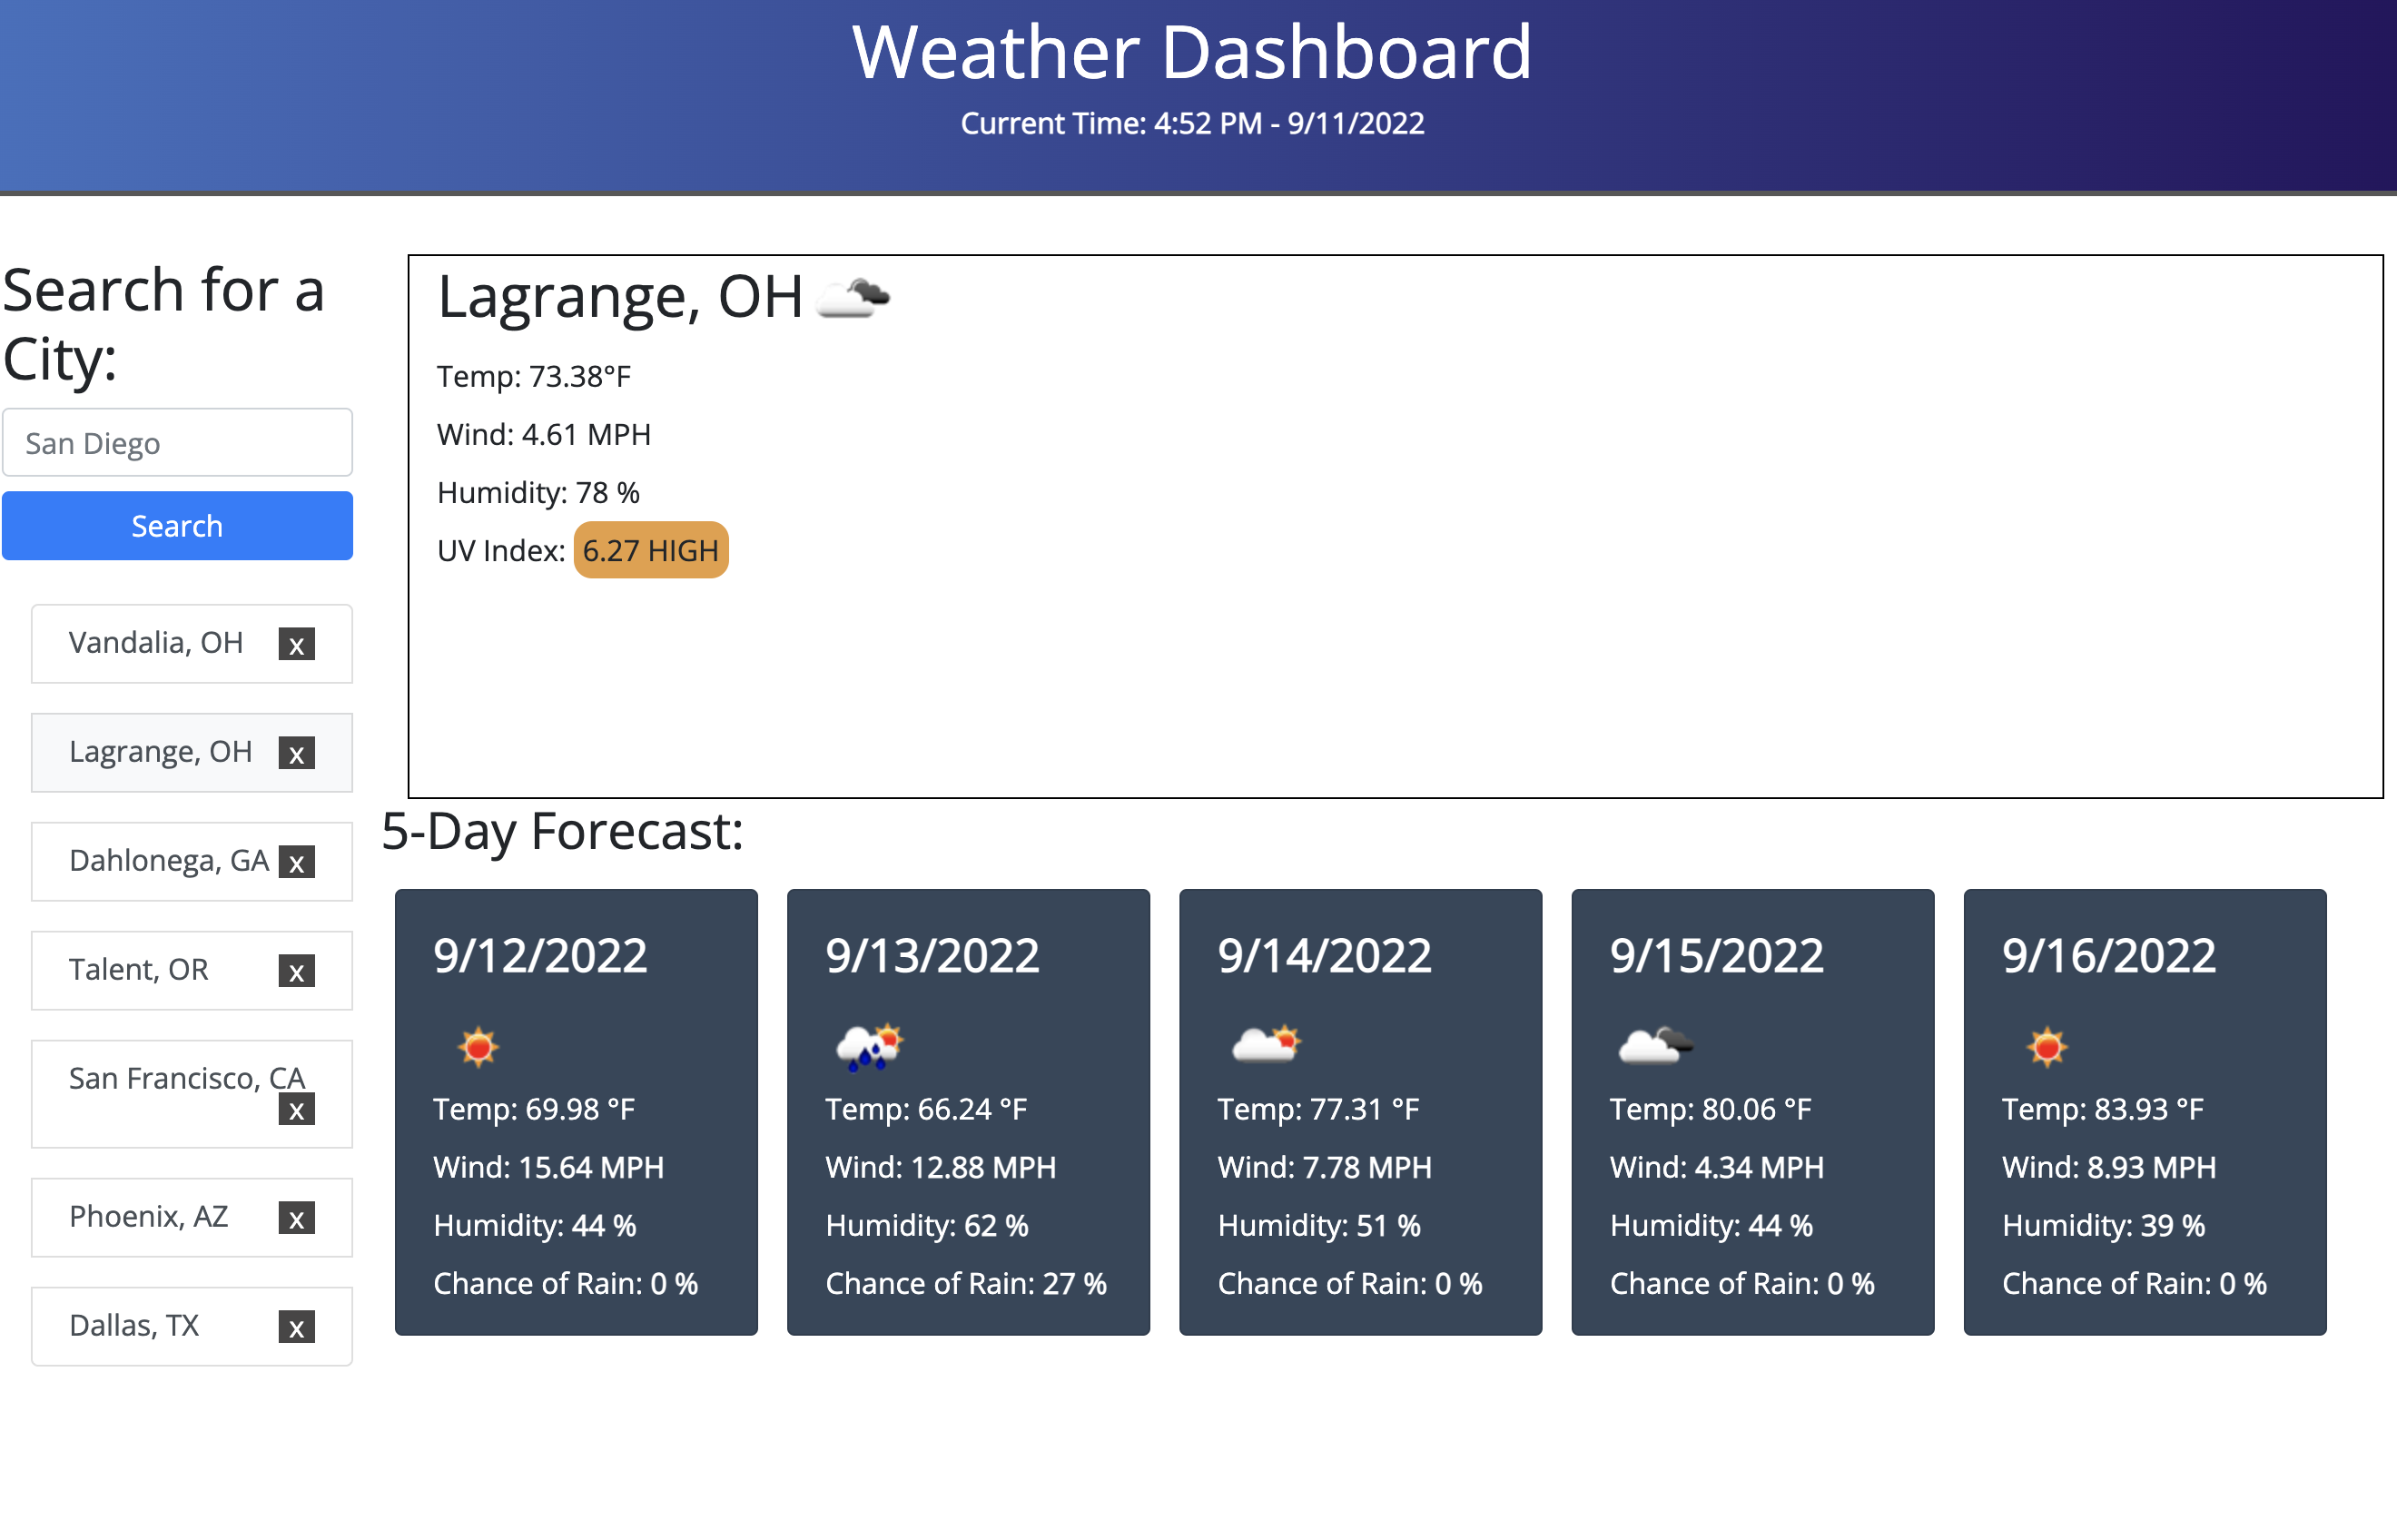 Weather Dashboard
Current Time: 4:52 PM - 9/11/2022
Search for a
City:
San Diego
Search
Vandalia, OH x
Lagrange, OH x
Dahlonega, GA x
Talent, OR x
San Francisco, CA
x
Phoenix, AZ x
Dallas, TX x
Lagrange, OH
Temp: 73.38°F
Wind: 4.61 MPH
Humidity: 78 %
UV Index: 6.27 HIGH
5-Day Forecast:
9/12/2022
Temp: 69.98 °F
Wind: 15.64 MPH
Humidity: 44 %
Chance of Rain: 0 %
9/13/2022
Temp: 66.24 °F
Wind: 12.88 MPH
Humidity: 62 %
Chance of Rain: 27 %
9/14/2022
Temp: 77.31 °F
Wind: 7.78 MPH
Humidity: 51 %
Chance of Rain: 0 %
9/15/2022
Temp: 80.06 °F
Wind: 4.34 MPH
Humidity: 44 %
Chance of Rain: 0 %
9/16/2022
Temp: 83.93 °F
Wind: 8.93 MPH
Humidity: 39 %
Chance of Rain: 0 %